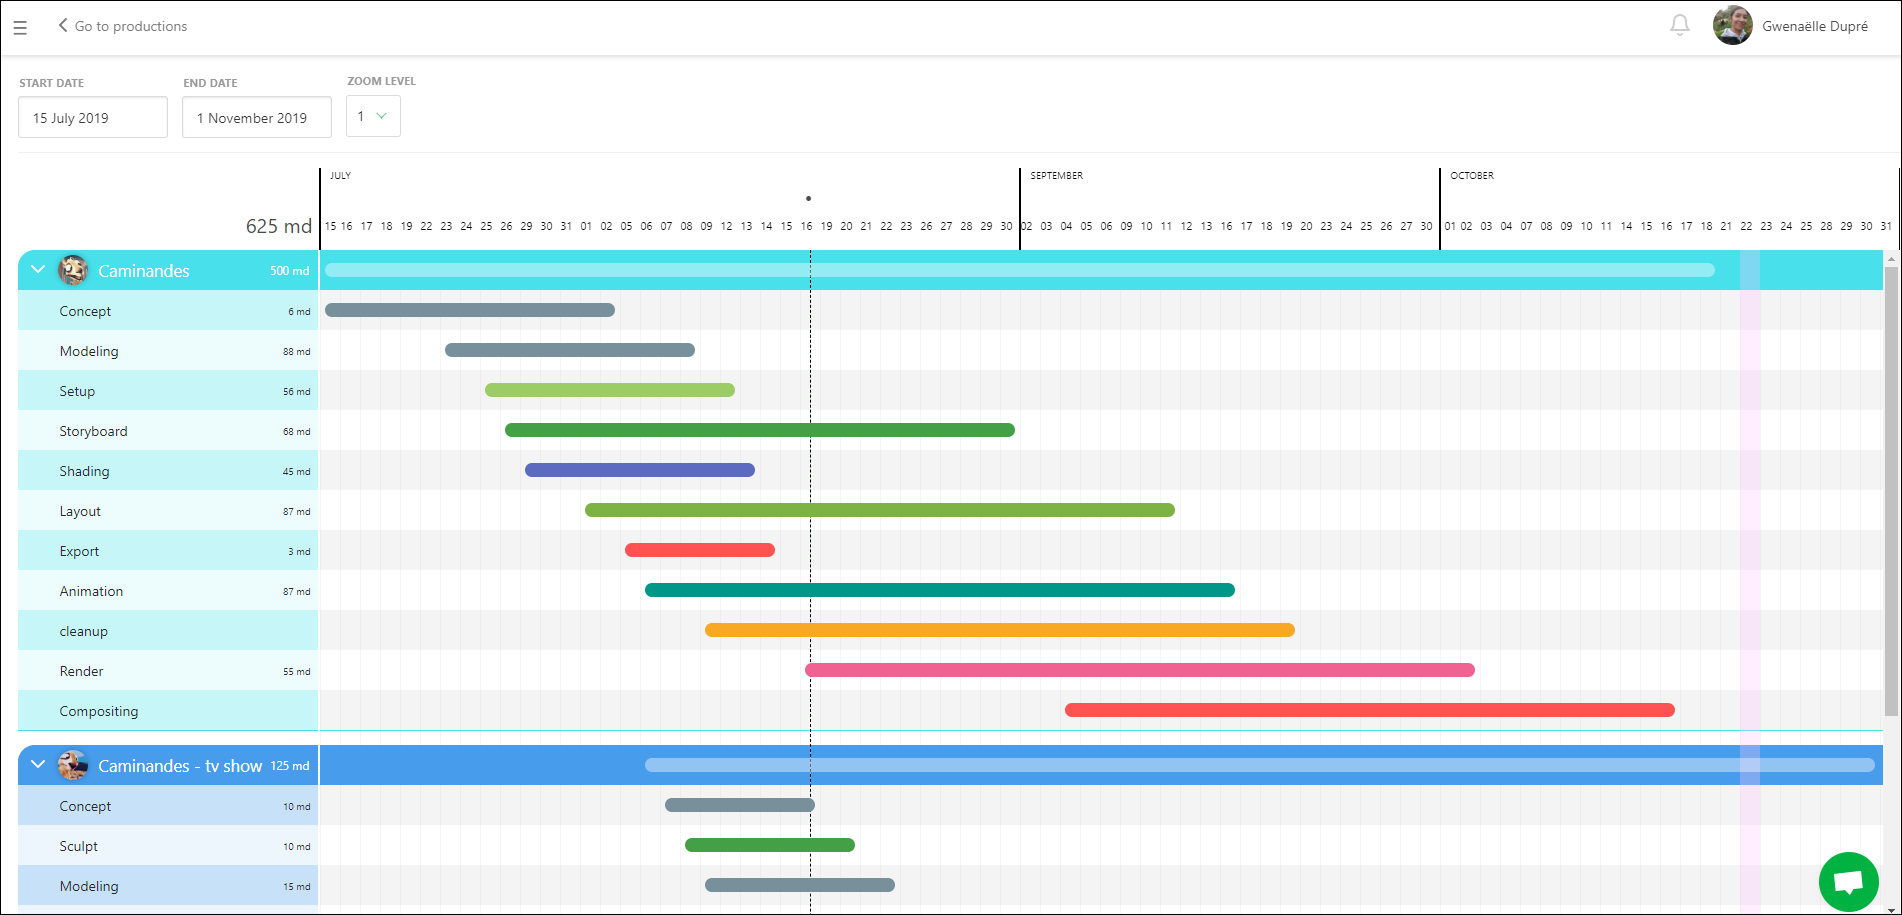 Go to productions
Gwenaëlle Dupré
START DATE END DATE ZOOM LEVEL
15 July 2019 1 November 2019 1
JULY SEPTEMBER OCTOBER
625 md 15 16 17 18 19 22 23 24 25 26 29 30 31 01 02 05 06 07 08 09 12 13 14 15 16 19 20 21 22 23 26 27 28 29 30 02 03 04 05 06 09 10 11 12 13 16 17 18 19 20 23 24 25 26 27 30 01 02 03 04 07 08 09 10 11 14 15 16 17 18 21 22 23 24 25 28 29 30 31
Caminandes 500 md
Concept 6 md
Modeling 88 md
Setup 56 md
Storyboard 68 md
Shading 45 md
Layout 87 md
Export 3 md
Animation 87 md
cleanup
Render 55 md
Compositing
Caminandes - tv show 125 md
Concept 10 md
Sculpt 10 md
Modeling 15 md